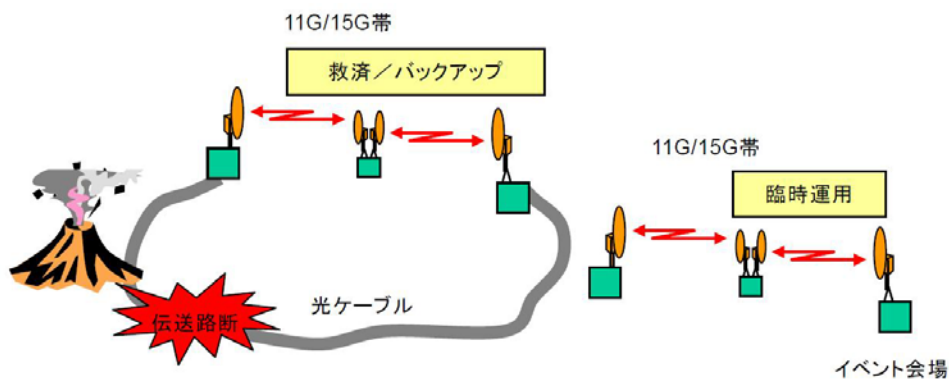 11G/15G帯
救済／バックアップ
11G/15G帯
臨時運用
光ケーブル
伝送路断
イベント会場